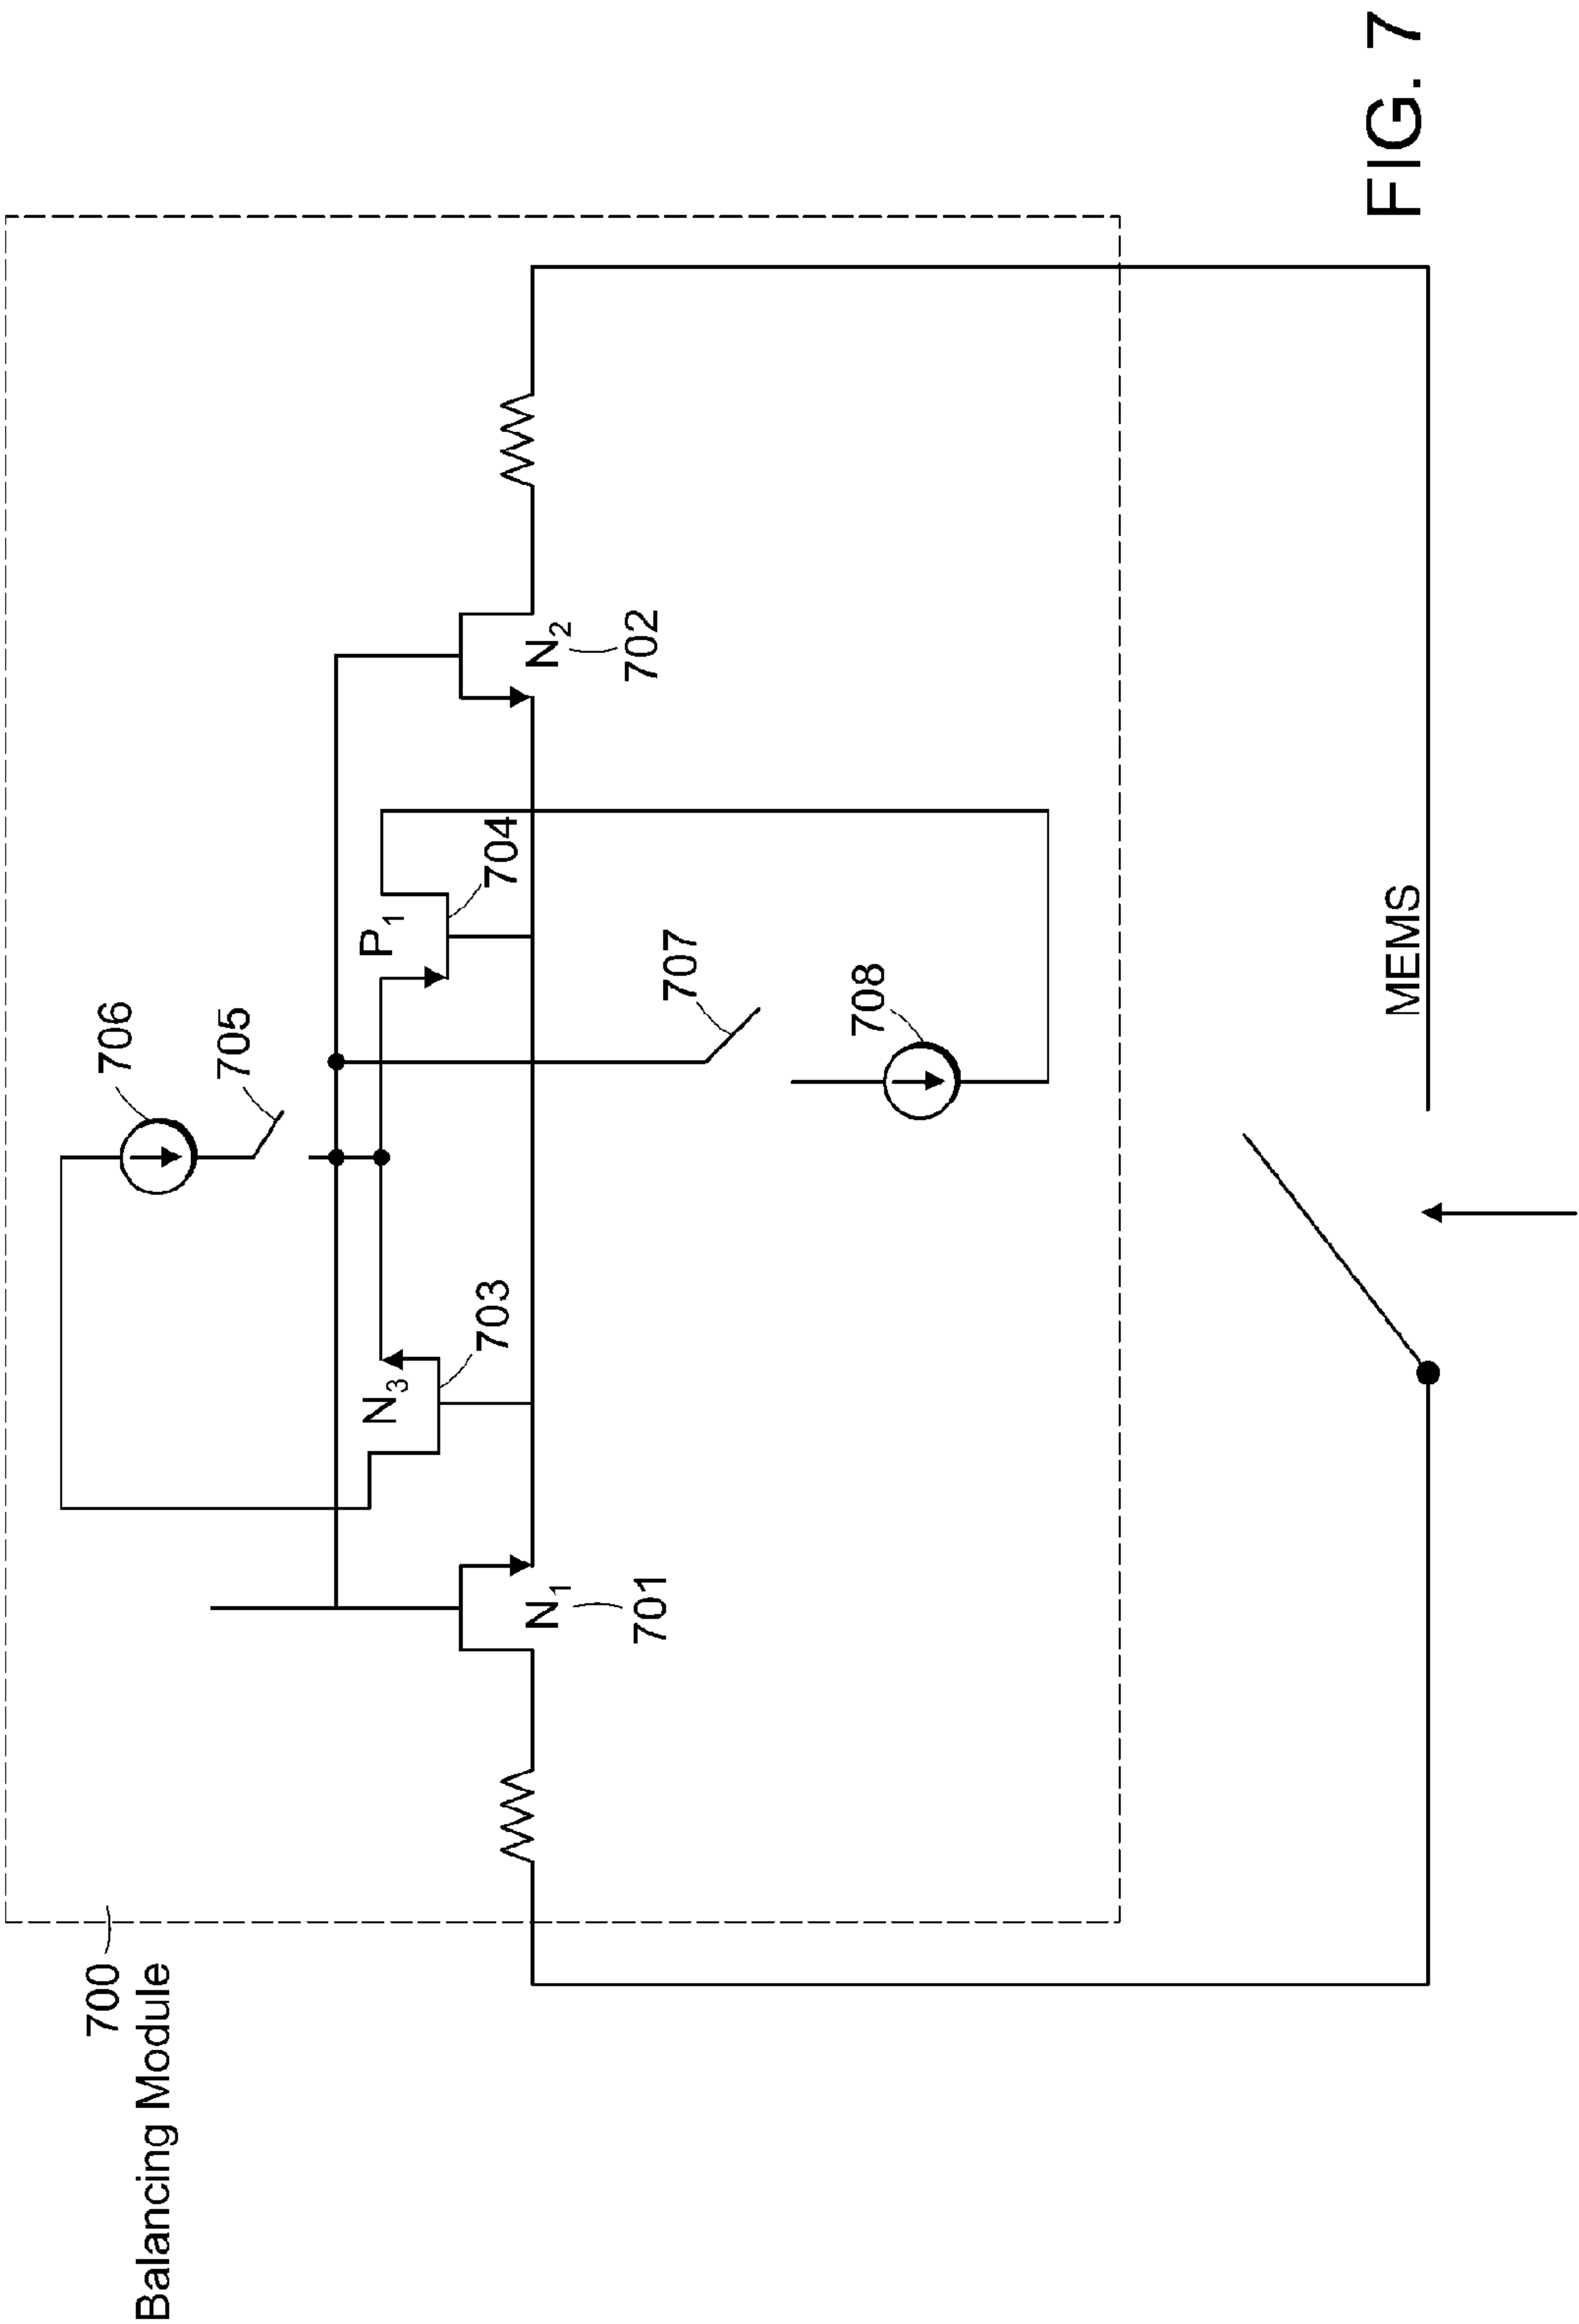 700
Balancing Module
706
705
N1
701
N3
703
P1
704
N2
702
707
708
MEMS
FIG. 7